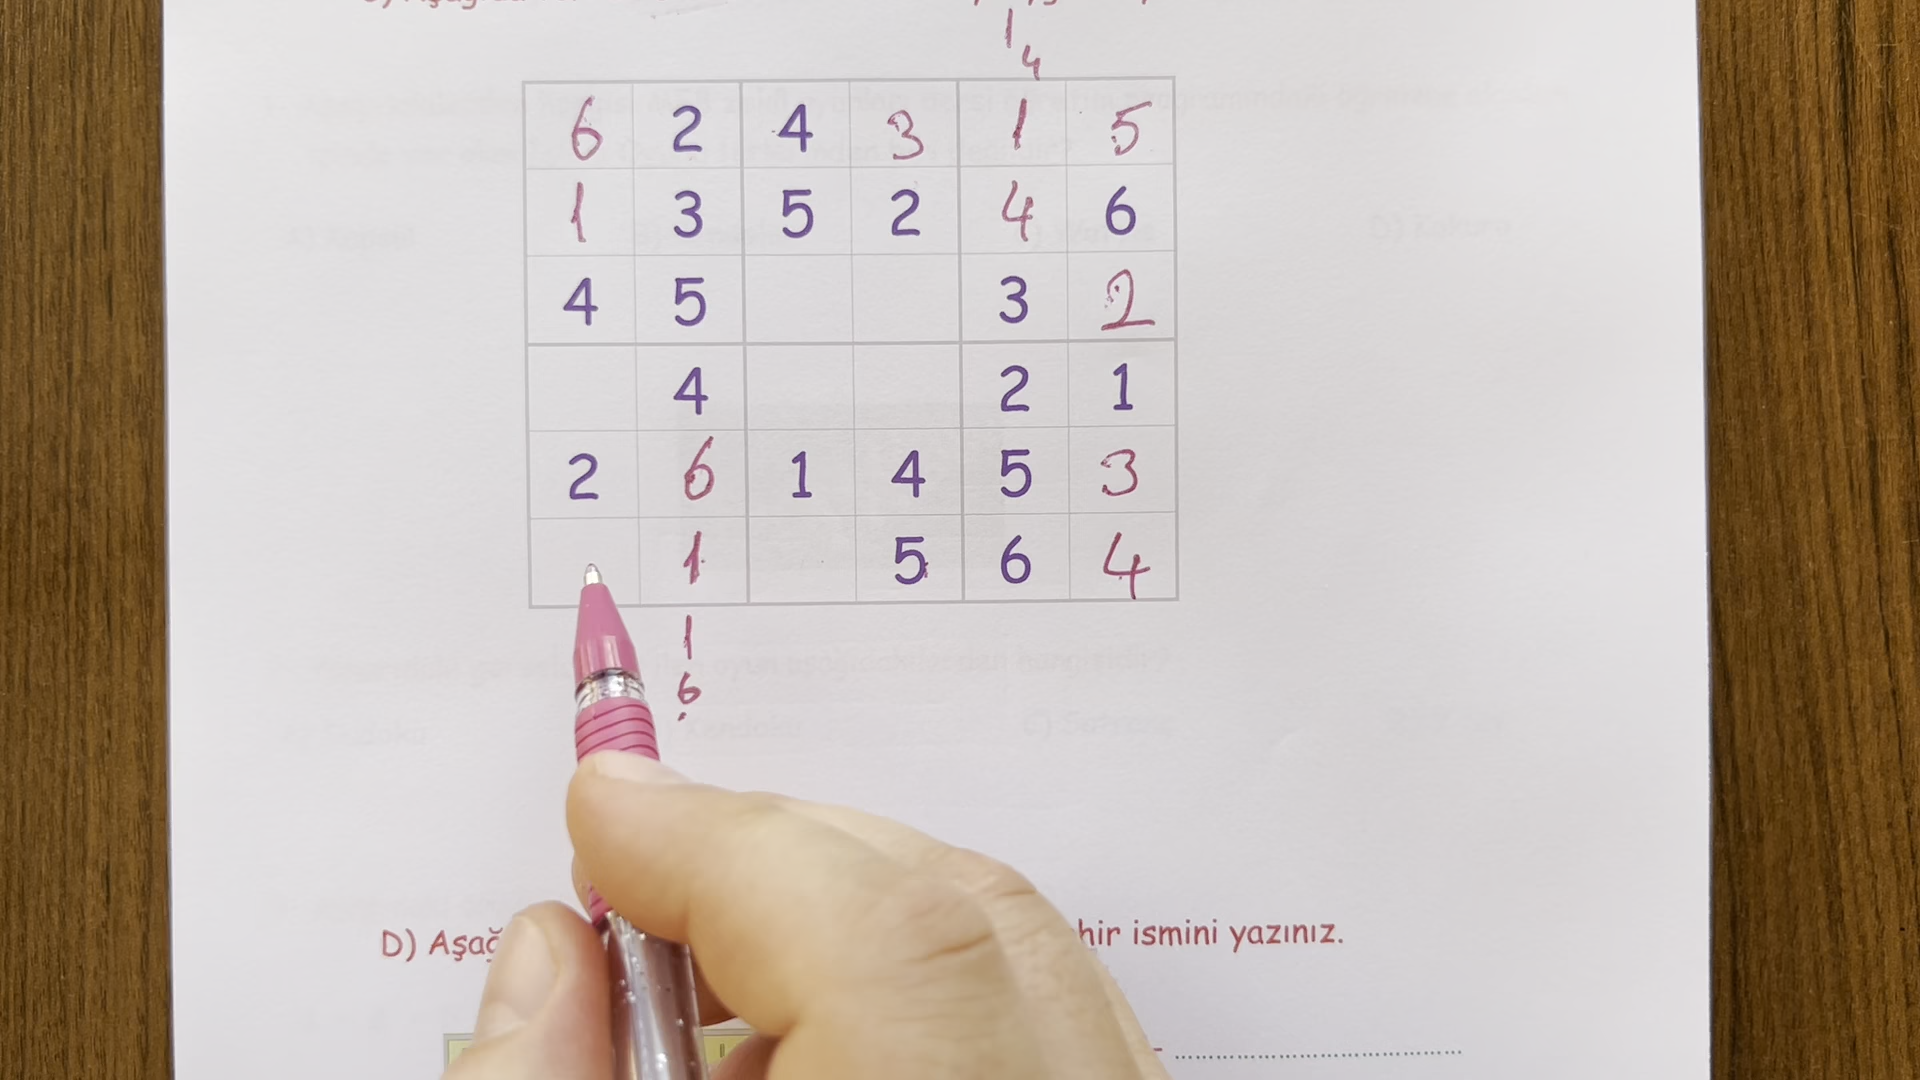 1
4
6 2 4 3 1 5
1 3 5 2 4 6
4 5 3 2
4 2 1
2 6 1 4 5 3
1 5 6 4
1
6
D) Aşağ hir ismini yazınız.